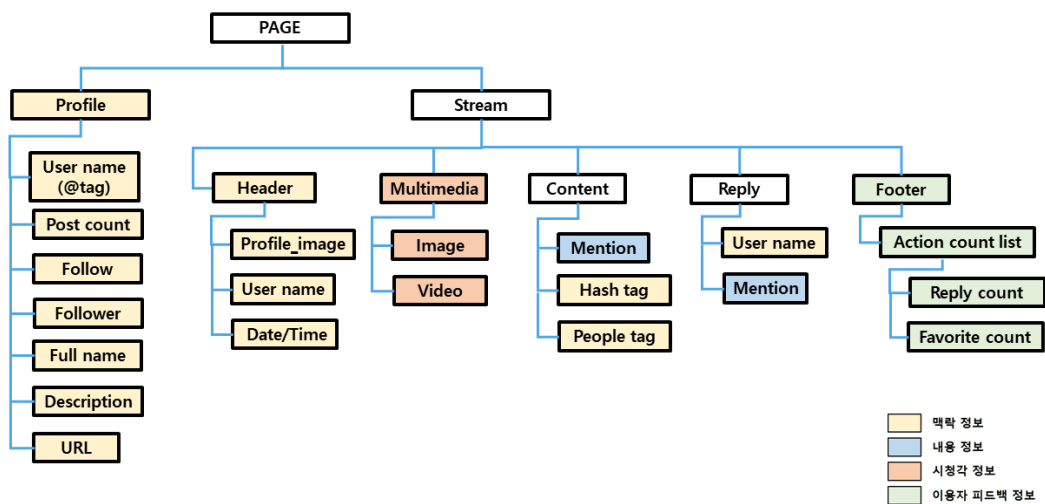 PAGE
Profile
Stream
User name
(@tag)
Post count
Follow
Follower
Full name
Description
URL
Header
Profile_image
User name
Date/Time
Multimedia
Image
Video
Content
Mention
Hash tag
People tag
Reply
User name
Mention
Footer
Action count list
Reply count
Favorite count
맥락 정보
내용 정보
시청각 정보
이용자 피드백 정보